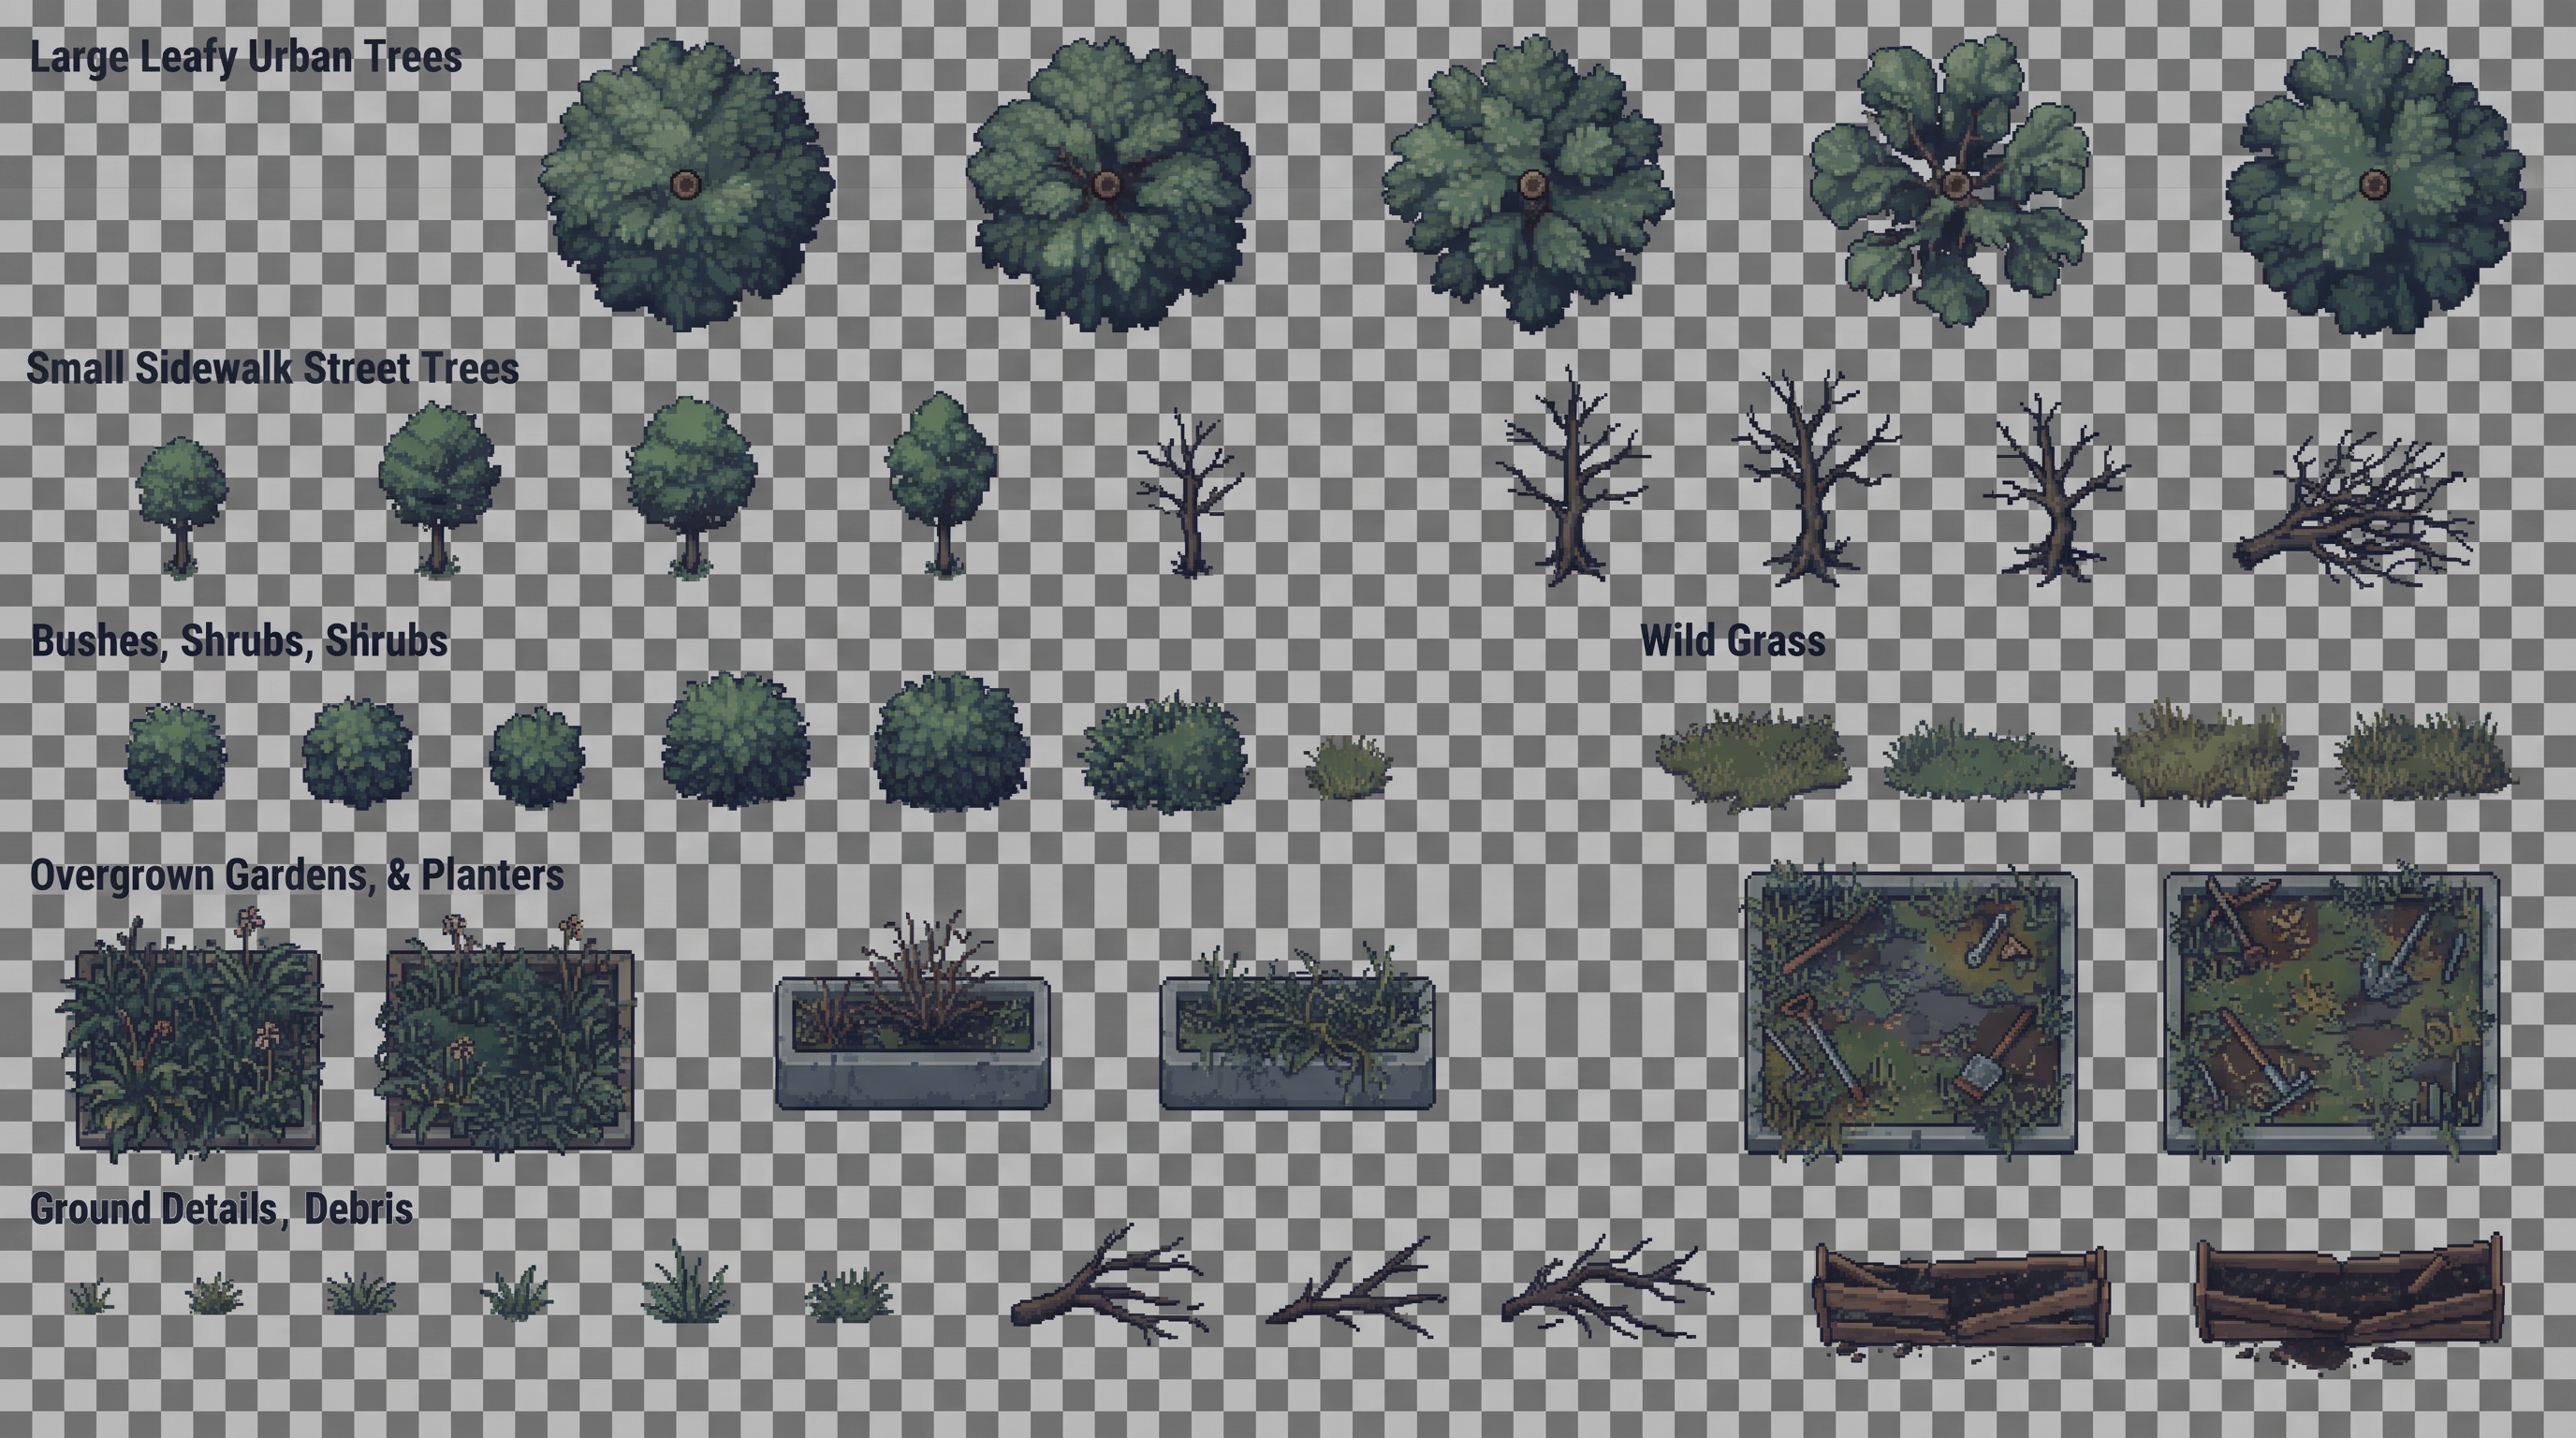 Large Leafy Urban Trees
Small Sidewalk Street Trees
Bushes, Shrubs, Shrubs
Wild Grass
Overgrown Gardens, & Planters
Ground Details, Debris